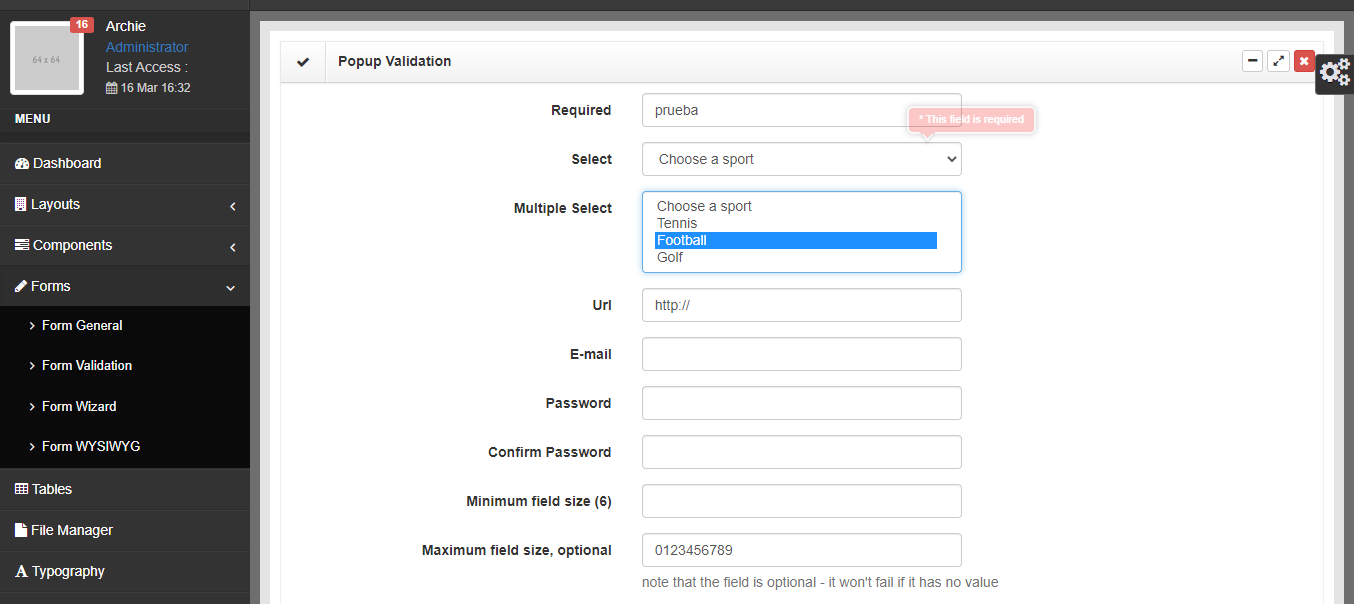 16
Archie
Administrator
Last Access :
16 Mar 16:32
64 x 64
MENU
Dashboard
Layouts
Components
Forms
Form General
Form Validation
Form Wizard
Form WYSIWYG
Tables
File Manager
Typography
Popup Validation
Required
prueba
* This field is required
Select
Choose a sport
Multiple Select
Choose a sport
Tennis
Football
Golf
Url
http://
E-mail
Password
Confirm Password
Minimum field size (6)
Maximum field size, optional
0123456789
note that the field is optional - it won't fail if it has no value